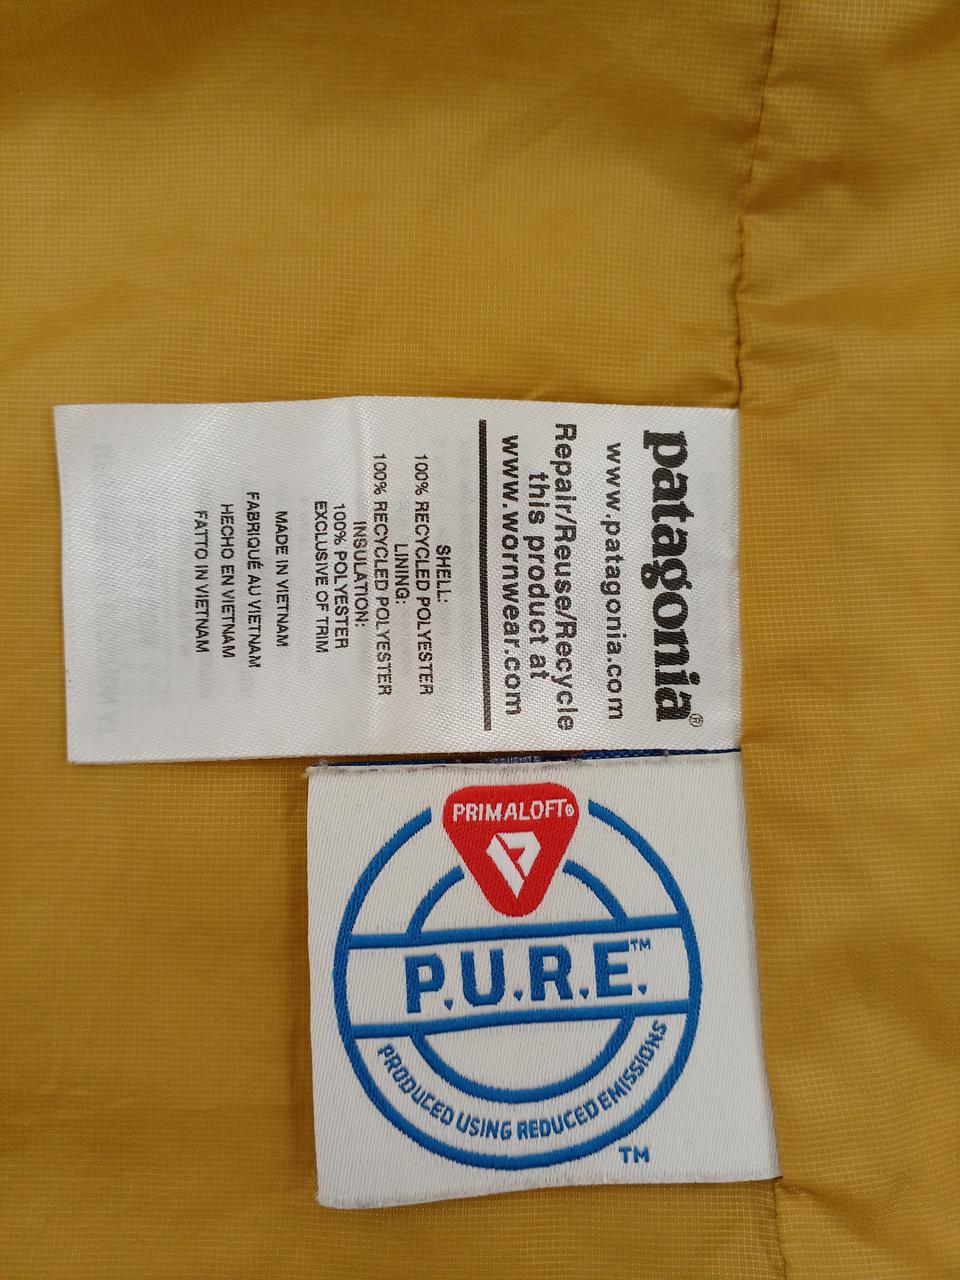 patagonia®
www.patagonia.com
Repair/Reuse/Recycle
this product at
www.wornwear.com
SHELL:
100% RECYCLED POLYESTER
LINING:
100% RECYCLED POLYESTER
INSULATION:
100% POLYESTER
EXCLUSIVE OF TRIM
MADE IN VIETNAM
FABRIQUÉ AU VIETNAM
HECHO EN VIETNAM
FATTO IN VIETNAM
PRIMALOFT®
P.U.R.E.™
PRODUCED USING REDUCED EMISSIONS
TM